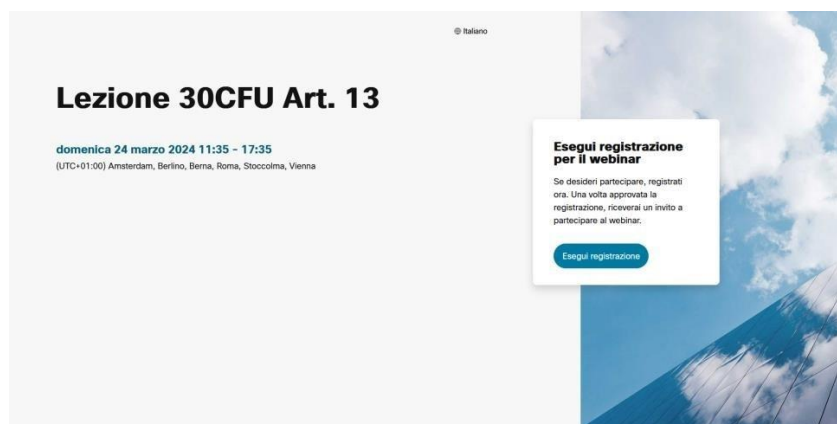 Italiano
Lezione 30CFU Art. 13
domenica 24 marzo 2024 11:35 - 17:35
(UTC+01:00) Amsterdam, Berlino, Berna, Roma, Stoccolma, Vienna
Esegui registrazione
per il webinar
Se desideri partecipare, registrati
ora. Una volta approvata la
registrazione, riceverai un invito a
partecipare al webinar.
Esegui registrazione